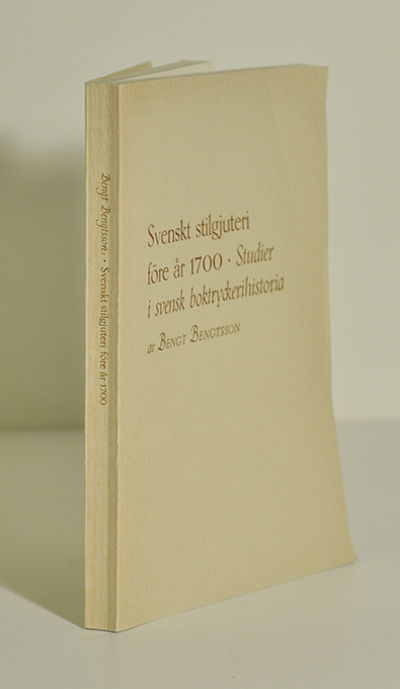 Svenskt stilgjuteri
före år 1700 · Studier
i svensk boktryckerihistoria
av BENGT BENGTSSON
Bengt Bengtsson · Svenskt stilgjuteri före år 1700